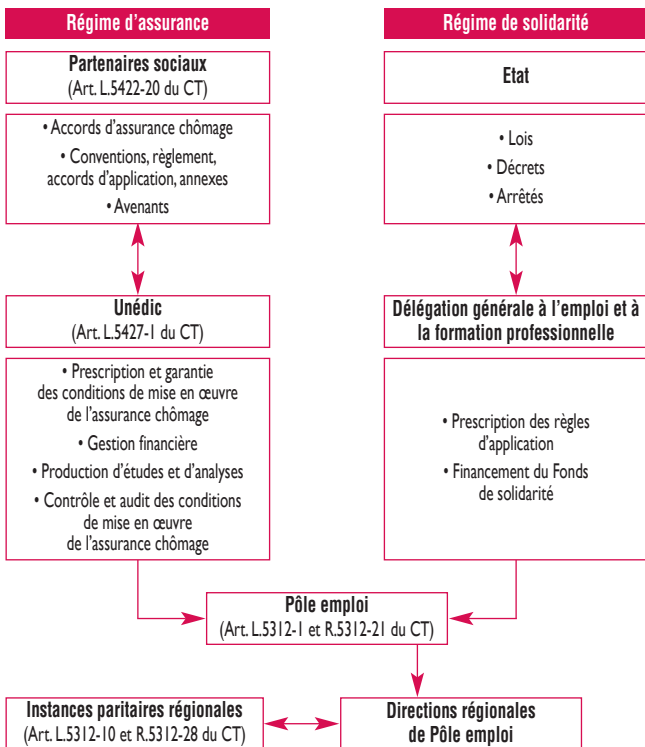 Régime d'assurance
Partenaires sociaux
(Art. L.5422-20 du CT)
• Accords d'assurance chômage
• Conventions, règlement,
accords d'application, annexes
• Avenants
Unédic
(Art. L.5427-1 du CT)
• Prescription et garantie
des conditions de mise en œuvre
de l'assurance chômage
• Gestion financière
• Production d'études et d'analyses
• Contrôle et audit des conditions
de mise en œuvre
de l'assurance chômage
Régime de solidarité
Etat
• Lois
• Décrets
• Arrêtés
Délégation générale à l'emploi et à
la formation professionnelle
• Prescription des règles
d'application
• Financement du Fonds
de solidarité
Pôle emploi
(Art. L.5312-1 et R.5312-21 du CT)
Instances paritaires régionales
(Art. L.5312-10 et R.5312-28 du CT)
Directions régionales
de Pôle emploi